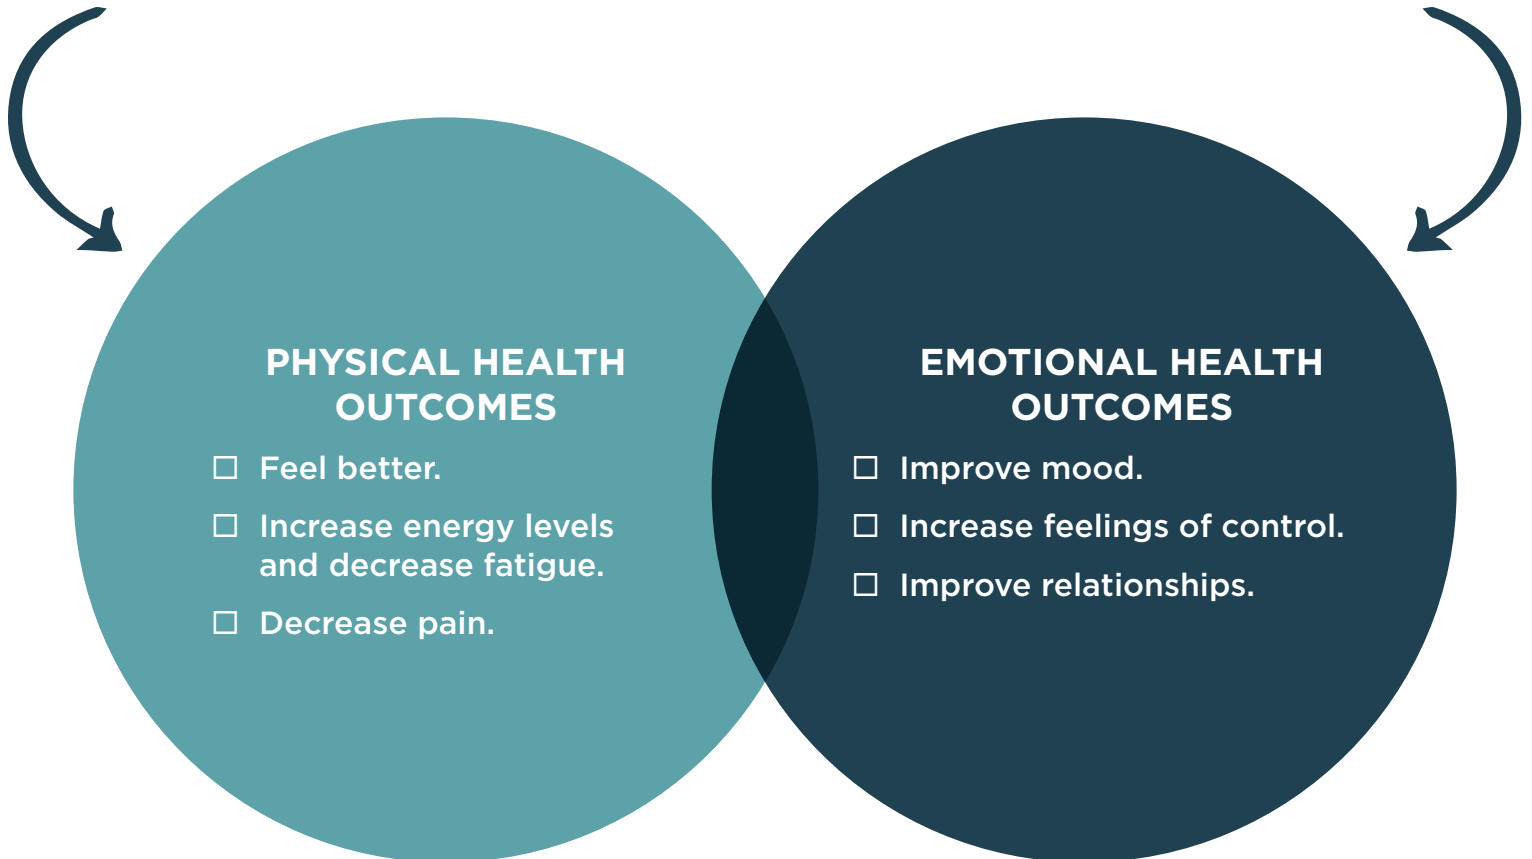 PHYSICAL HEALTH
OUTCOMES
☐ Feel better.
☐ Increase energy levels
and decrease fatigue.
☐ Decrease pain.
EMOTIONAL HEALTH
OUTCOMES
☐ Improve mood.
☐ Increase feelings of control.
☐ Improve relationships.